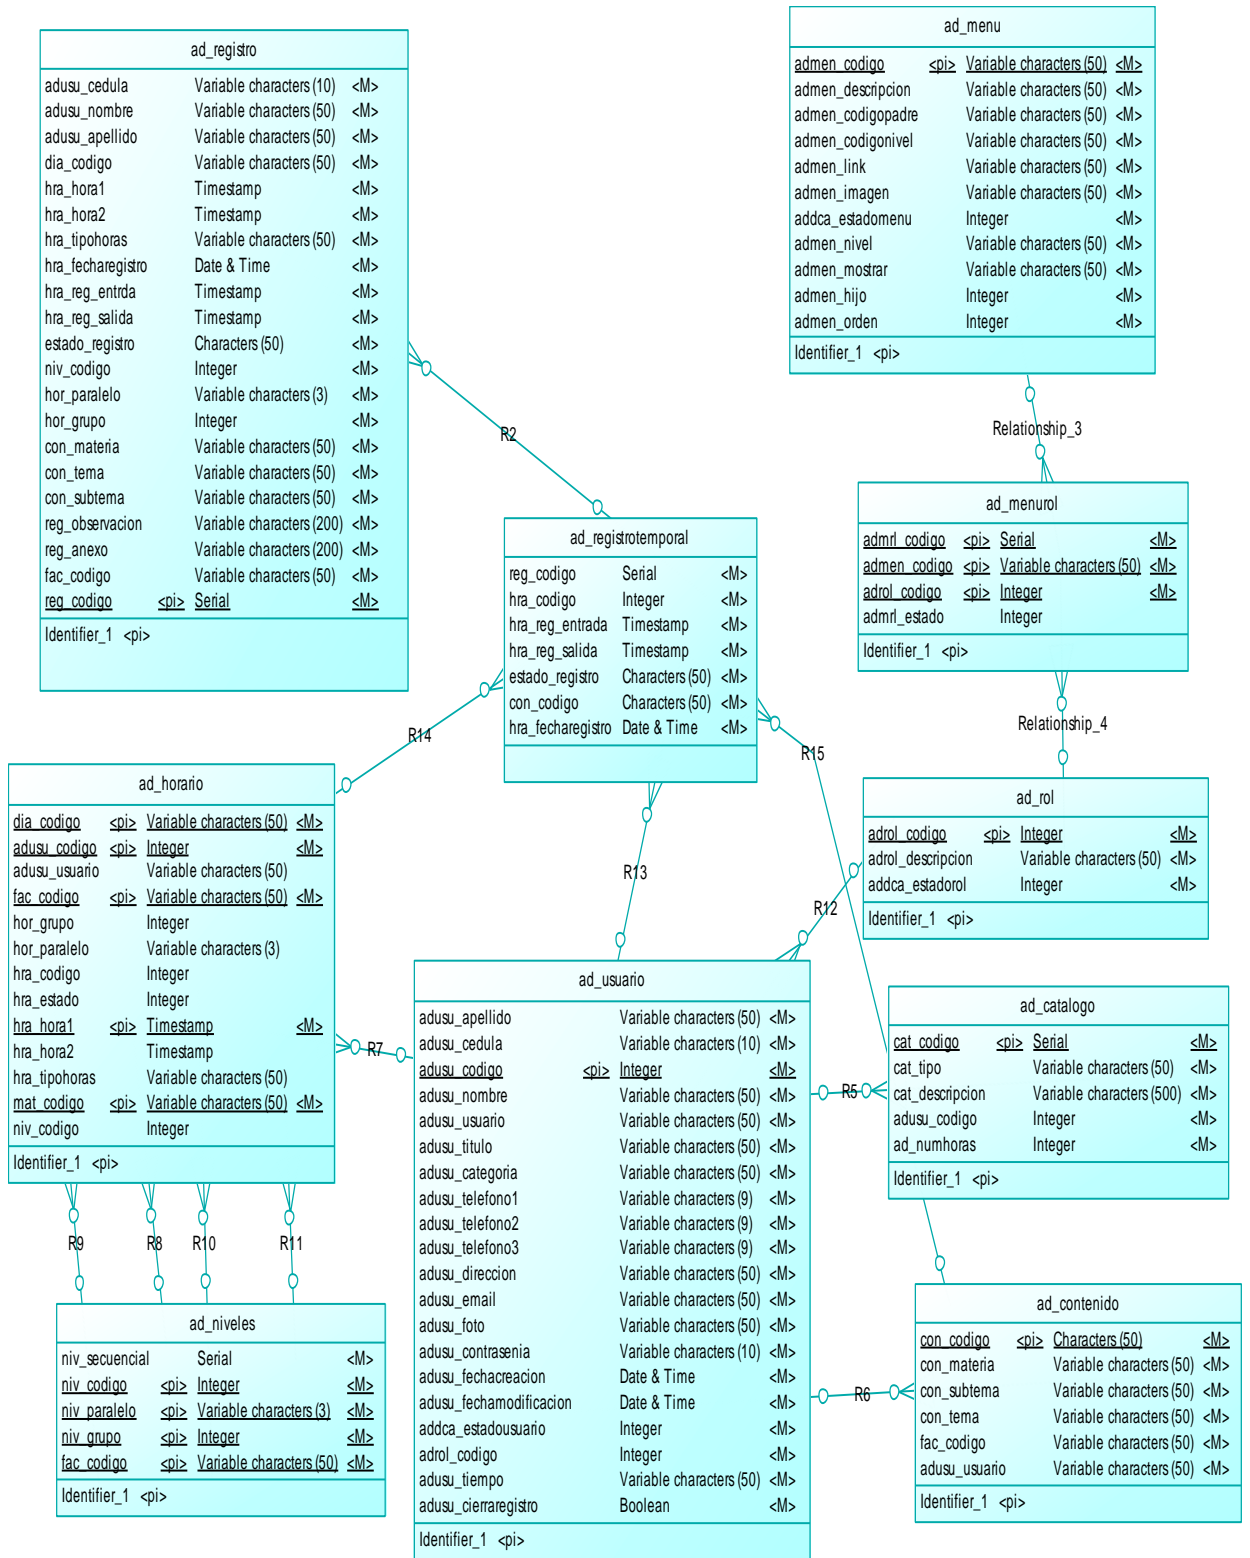 ad_registro
adusu_cedula Variable characters (10) <M>
adusu_nombre Variable characters (50) <M>
adusu_apellido Variable characters (50) <M>
dia_codigo Variable characters (50) <M>
hra_hora1 Timestamp <M>
hra_hora2 Timestamp <M>
hra_tipohoras Variable characters (50) <M>
hra_fecharegistro Date & Time <M>
hra_reg_entrda Timestamp <M>
hra_reg_salida Timestamp <M>
estado_registro Characters (50) <M>
niv_codigo Integer <M>
hor_paralelo Variable characters (3) <M>
hor_grupo Integer <M>
con_materia Variable characters (50) <M>
con_tema Variable characters (50) <M>
con_subtema Variable characters (50) <M>
reg_observacion Variable characters (200) <M>
reg_anexo Variable characters (200) <M>
fac_codigo Variable characters (50) <M>
reg_codigo <pi> Serial <M>
Identifier_1 <pi>
ad_menu
admen_codigo <pi> Variable characters (50) <M>
admen_descripcion Variable characters (50) <M>
admen_codigopadre Variable characters (50) <M>
admen_codigonivel Variable characters (50) <M>
admen_link Variable characters (50) <M>
admen_imagen Variable characters (50) <M>
addca_estadomenu Integer <M>
admen_nivel Variable characters (50) <M>
admen_mostrar Variable characters (50) <M>
admen_hijo Integer <M>
admen_orden Integer <M>
Identifier_1 <pi>
R2
Relationship_3
ad_menurol
admrl_codigo <pi> Serial <M>
admen_codigo <pi> Variable characters (50) <M>
adrol_codigo <pi> Integer <M>
admrl_estado Integer
Identifier_1 <pi>
ad_registrotemporal
reg_codigo Serial <M>
hra_codigo Integer <M>
hra_reg_entrada Timestamp <M>
hra_reg_salida Timestamp <M>
estado_registro Characters (50) <M>
con_codigo Characters (50) <M>
hra_fecharegistro Date & Time <M>
R14
R15
Relationship_4
ad_horario
dia_codigo <pi> Variable characters (50) <M>
adusu_codigo <pi> Integer <M>
adusu_usuario Variable characters (50)
fac_codigo <pi> Variable characters (50) <M>
hor_grupo Integer
hor_paralelo Variable characters (3)
hra_codigo Integer
hra_estado Integer
hra_hora1 <pi> Timestamp <M>
hra_hora2 Timestamp
hra_tipohoras Variable characters (50)
mat_codigo <pi> Variable characters (50) <M>
niv_codigo Integer
Identifier_1 <pi>
ad_rol
adrol_codigo <pi> Integer <M>
adrol_descripcion Variable characters (50) <M>
addca_estadorol Integer <M>
Identifier_1 <pi>
R13
R12
R7
ad_usuario
adusu_apellido Variable characters (50) <M>
adusu_cedula Variable characters (10) <M>
adusu_codigo <pi> Integer <M>
adusu_nombre Variable characters (50) <M>
adusu_usuario Variable characters (50) <M>
adusu_titulo Variable characters (50) <M>
adusu_categoria Variable characters (50) <M>
adusu_telefono1 Variable characters (9) <M>
adusu_telefono2 Variable characters (9) <M>
adusu_telefono3 Variable characters (9) <M>
adusu_direccion Variable characters (50) <M>
adusu_email Variable characters (50) <M>
adusu_foto Variable characters (50) <M>
adusu_contrasenia Variable characters (10) <M>
adusu_fechacreacion Date & Time <M>
adusu_fechamodificacion Date & Time <M>
addca_estadousuario Integer <M>
adrol_codigo Integer <M>
adusu_tiempo Variable characters (50) <M>
adusu_cierraregistro Boolean <M>
Identifier_1 <pi>
R5
ad_catalogo
cat_codigo <pi> Serial <M>
cat_tipo Variable characters (50) <M>
cat_descripcion Variable characters (500) <M>
adusu_codigo Integer <M>
ad_numhoras Integer <M>
Identifier_1 <pi>
R9 R8 R10 R11
ad_niveles
niv_secuencial Serial <M>
niv_codigo <pi> Integer <M>
niv_paralelo <pi> Variable characters (3) <M>
niv_grupo <pi> Integer <M>
fac_codigo <pi> Variable characters (50) <M>
Identifier_1 <pi>
R6
ad_contenido
con_codigo <pi> Characters (50) <M>
con_materia Variable characters (50) <M>
con_subtema Variable characters (50) <M>
con_tema Variable characters (50) <M>
fac_codigo Variable characters (50) <M>
adusu_usuario Variable characters (50) <M>
Identifier_1 <pi>